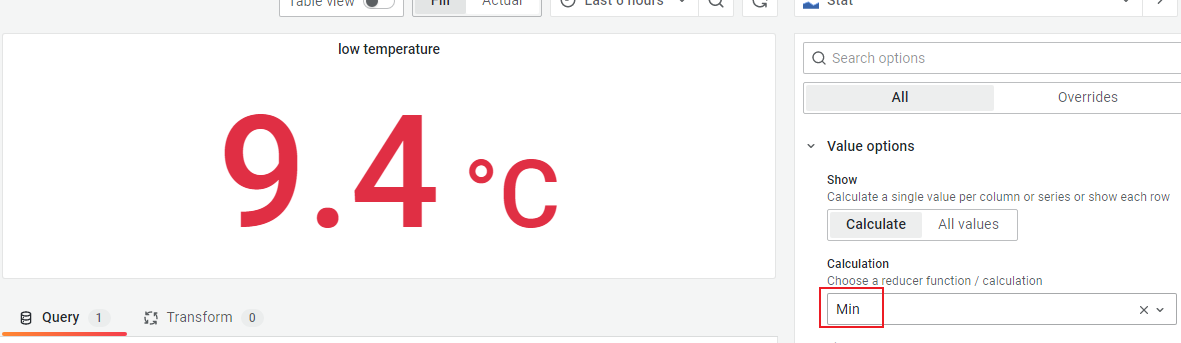 Table view Fill Actual Last 6 hours Stat
low temperature
9.4 °C
Search options
All Overrides
Value options
Show
Calculate a single value per column or series or show each row
Calculate All values
Calculation
Choose a reducer function / calculation
Min
Query 1 Transform 0